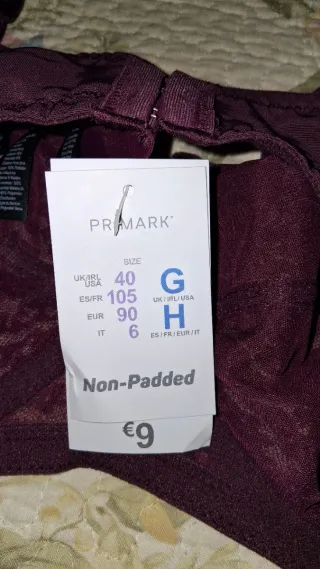 PRIMARK
SIZE
UK/IRL USA 40 G UK / IRL / USA
ES/FR 105
EUR 90 H ES / FR / EUR / IT
IT 6
Non-Padded
€9